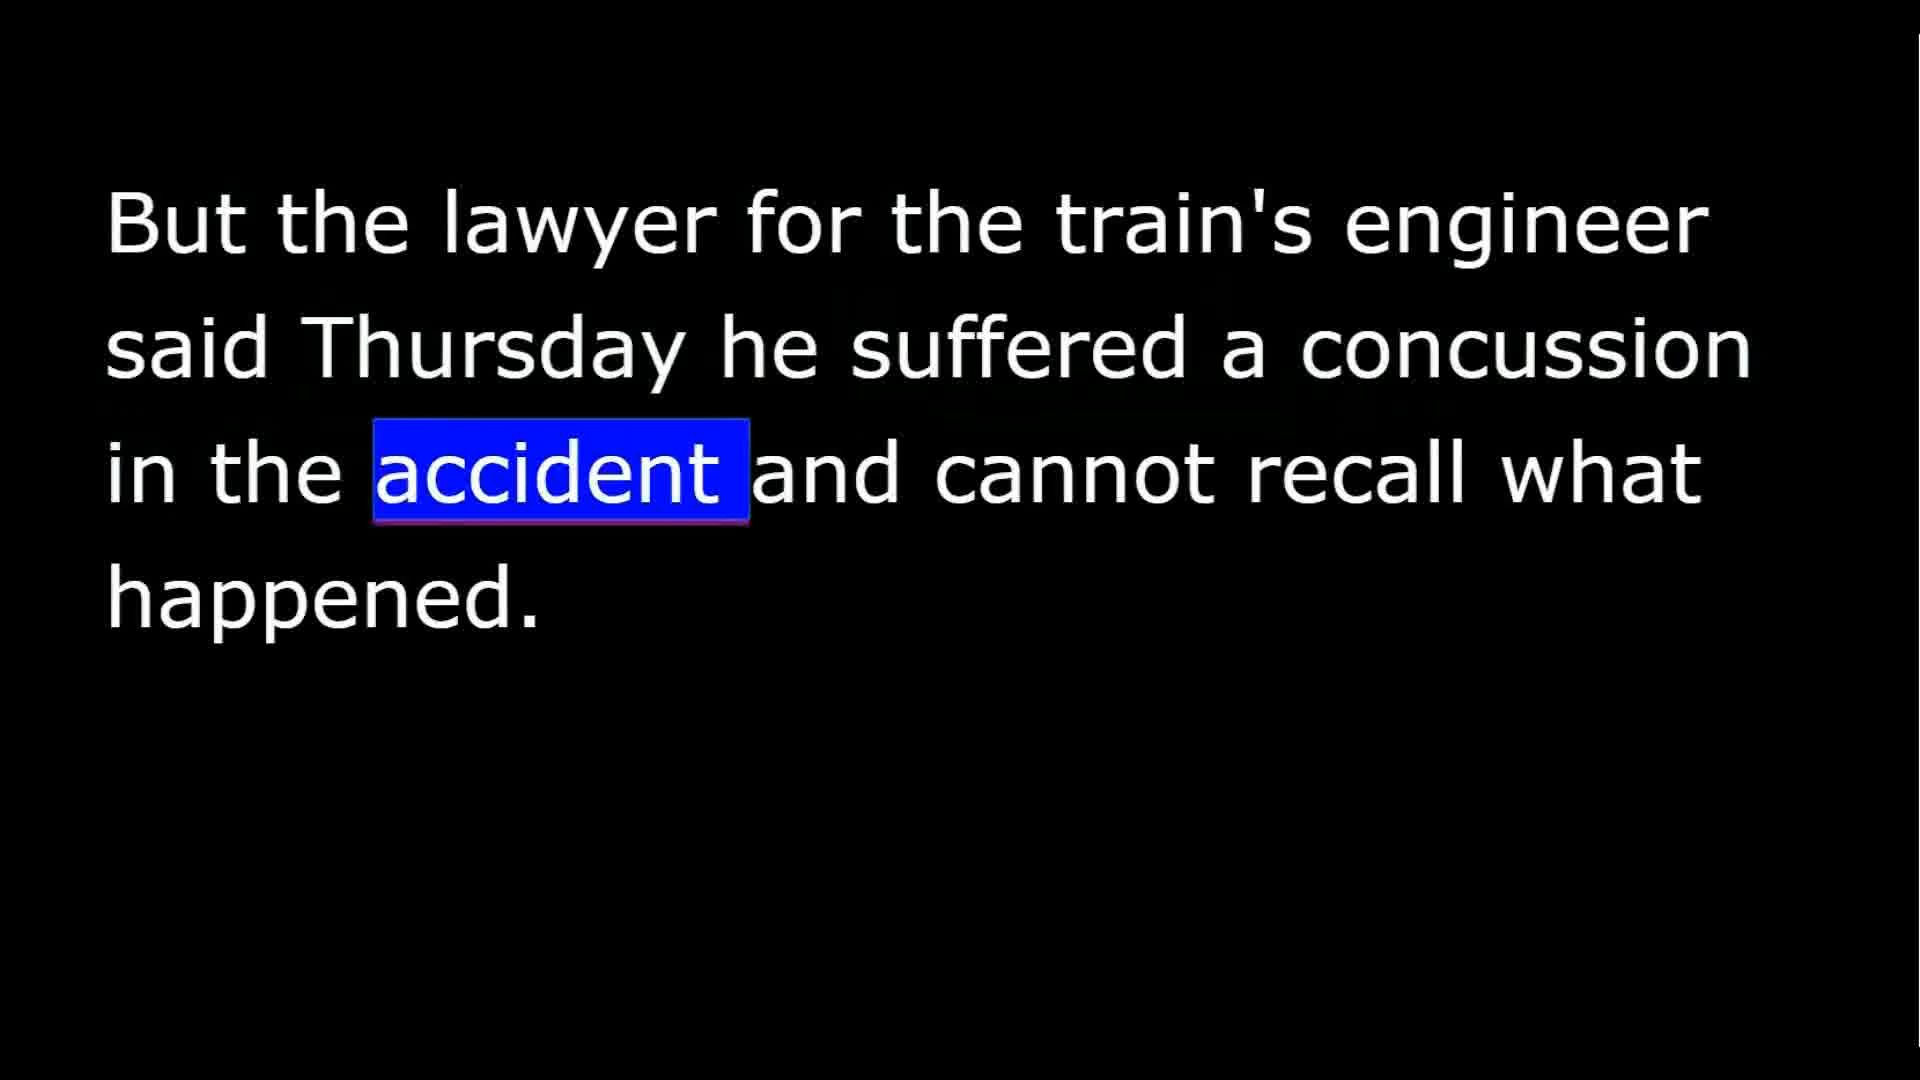 But the lawyer for the train's engineer
said Thursday he suffered a concussion
in the accident and cannot recall what
happened.